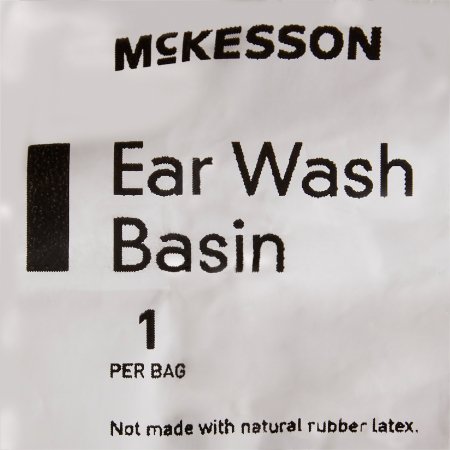 McKESSON
Ear Wash
Basin
1
PER BAG
Not made with natural rubber latex.